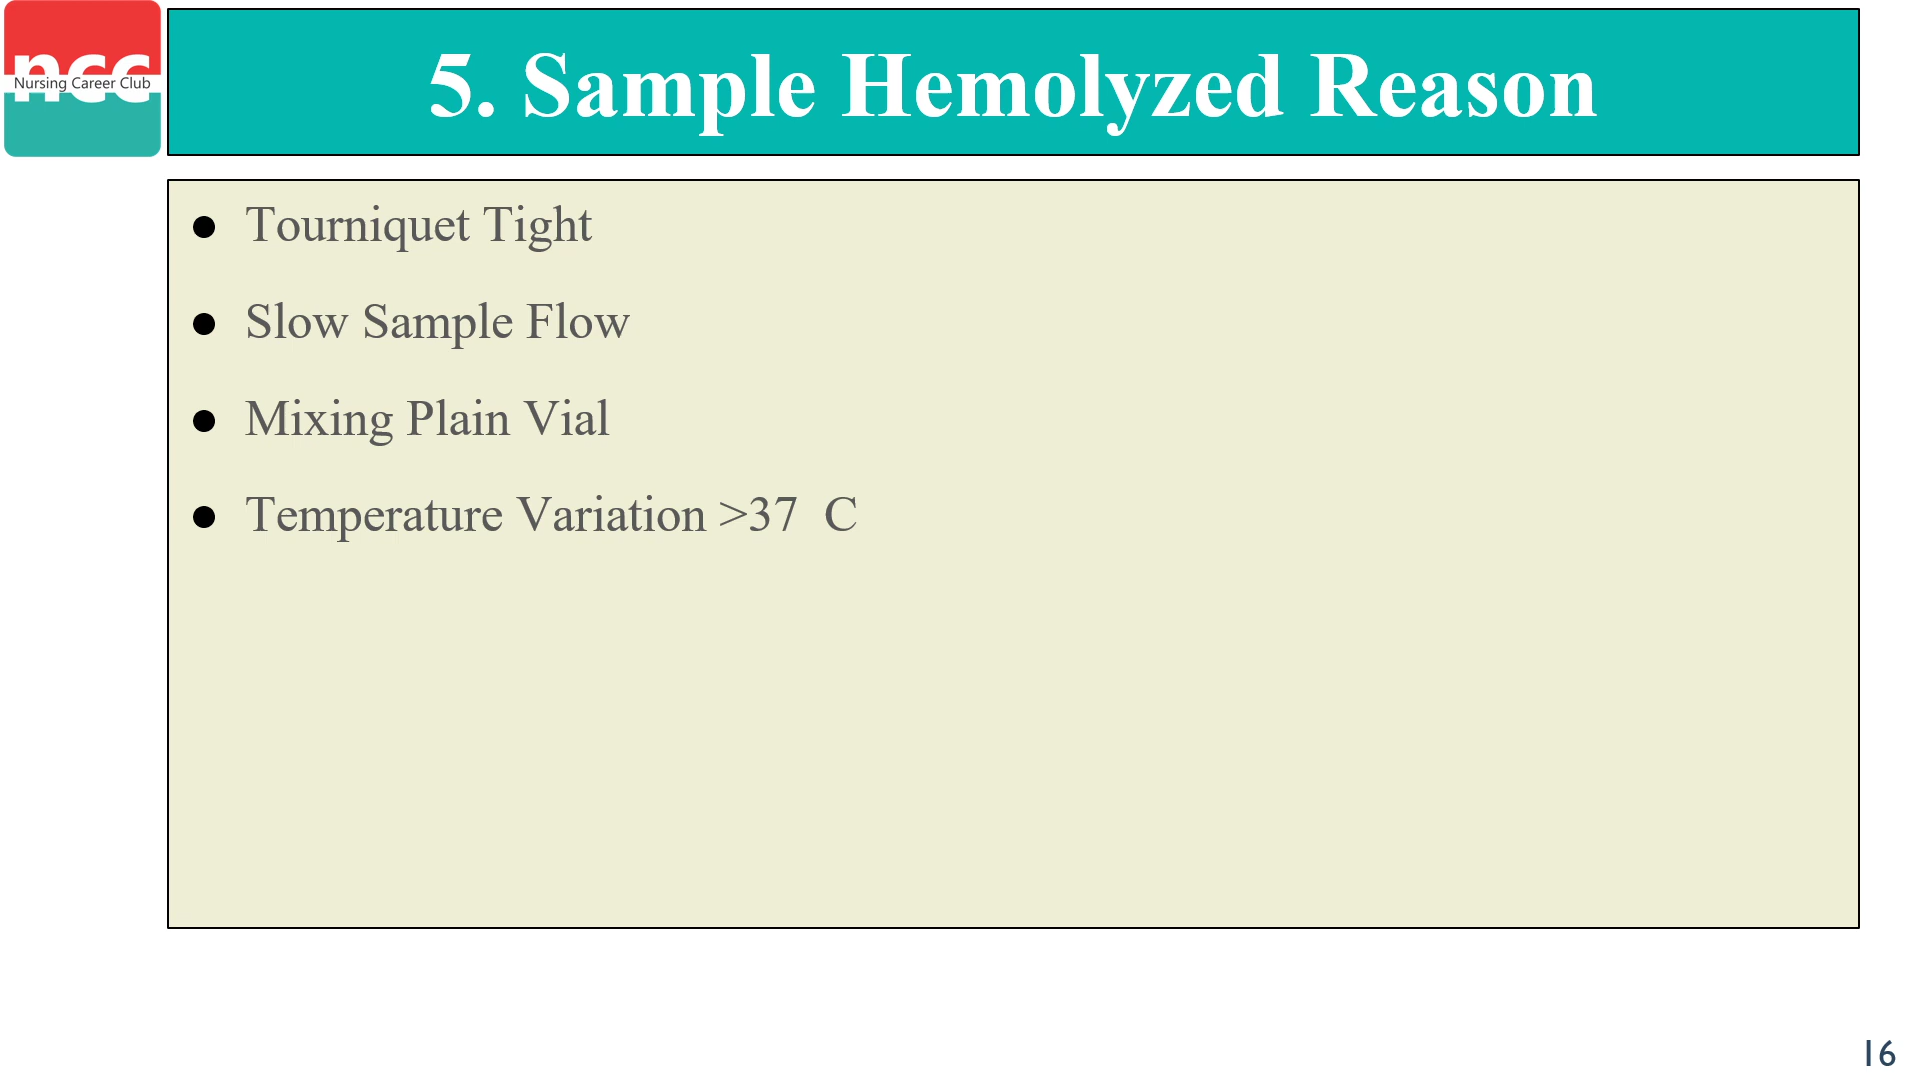 ncc
Nursing Career Club
5. Sample Hemolyzed Reason
● Tourniquet Tight
● Slow Sample Flow
● Mixing Plain Vial
● Temperature Variation >37  C
16